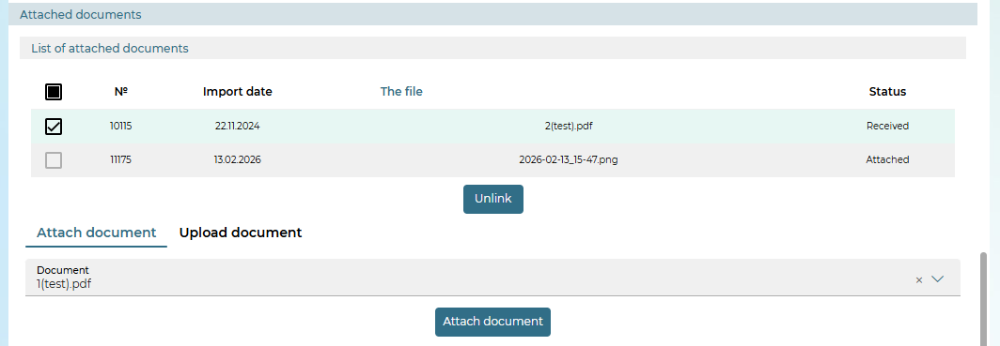 Attached documents
List of attached documents
№ Import date The file Status
10115 22.11.2024 2(test).pdf Received
11175 13.02.2026 2026-02-13_15-47.png Attached
Unlink
Attach document Upload document
Document
1(test).pdf ×
Attach document